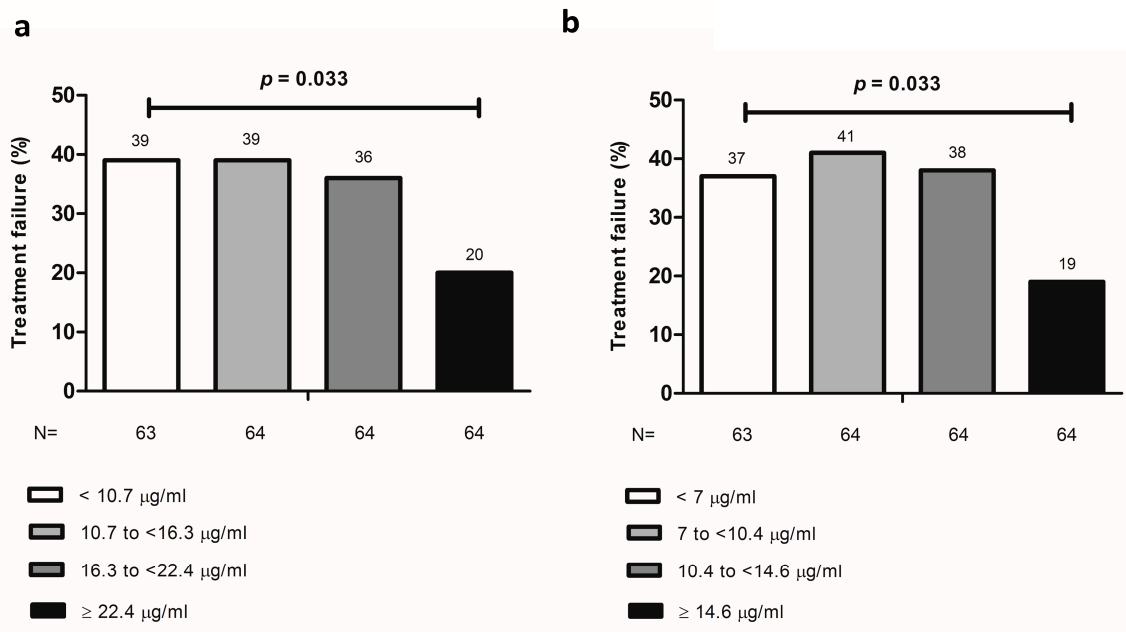 a
p = 0.033
Treatment failure (%)
50
40
30
20
10
0
39
39
36
20
N=
63
64
64
64
< 10.7 μg/ml
10.7 to <16.3 μg/ml
16.3 to <22.4 μg/ml
≥ 22.4 μg/ml
b
p = 0.033
Treatment failure (%)
50
40
30
20
10
0
37
41
38
19
N=
63
64
64
64
< 7 μg/ml
7 to <10.4 μg/ml
10.4 to <14.6 μg/ml
≥ 14.6 μg/ml